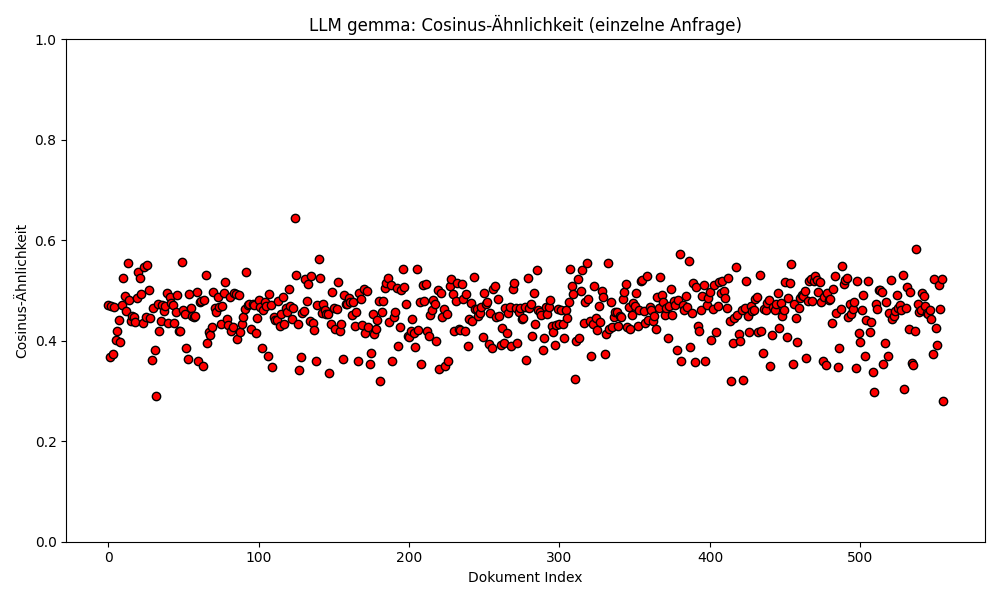 LLM gemma: Cosinus-Ähnlichkeit (einzelne Anfrage)
1.0
0.8
0.6
0.4
0.2
0.0
Cosinus-Ähnlichkeit
0 100 200 300 400 500
Dokument Index